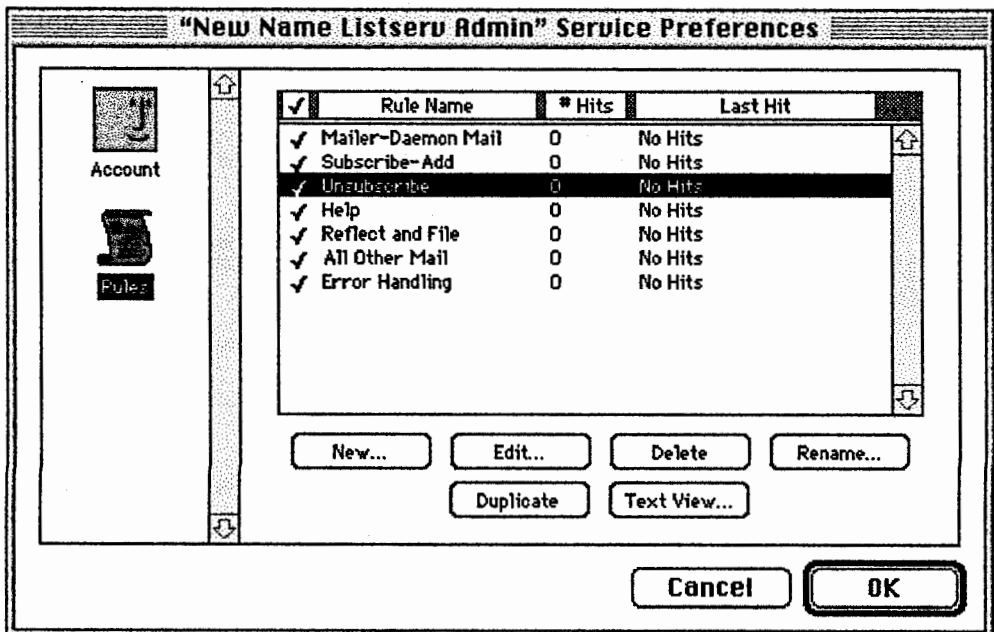 “New Name Listserv Admin” Service Preferences
Account
Rules
✓ Rule Name # Hits Last Hit
✓ Mailer-Daemon Mail 0 No Hits
✓ Subscribe-Add 0 No Hits
✓ Unsubscribe 0 No Hits
✓ Help 0 No Hits
✓ Reflect and File 0 No Hits
✓ All Other Mail 0 No Hits
✓ Error Handling 0 No Hits
New... Edit... Delete Rename...
Duplicate Text View...
Cancel OK